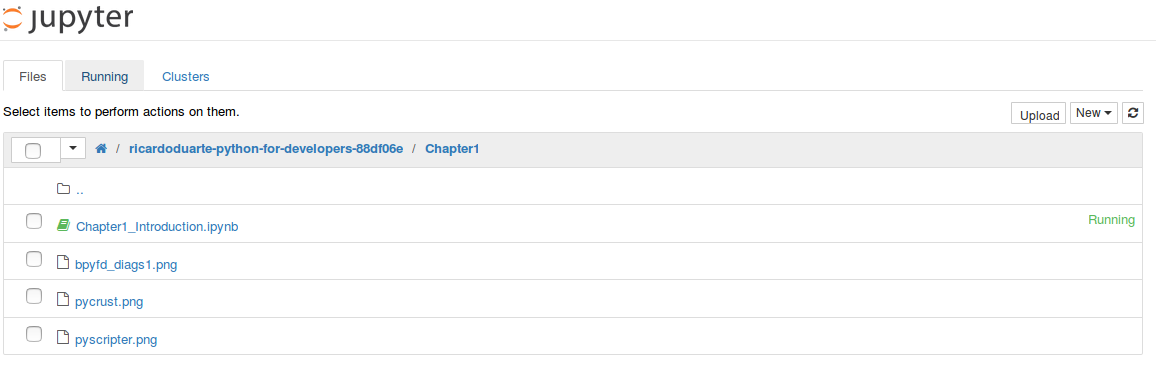 jupyter
Files Running Clusters
Select items to perform actions on them.
Upload New
/ ricardoduarte-python-for-developers-88df06e / Chapter1
..
Chapter1_Introduction.ipynb Running
bpyfd_diags1.png
pycrust.png
pyscripter.png